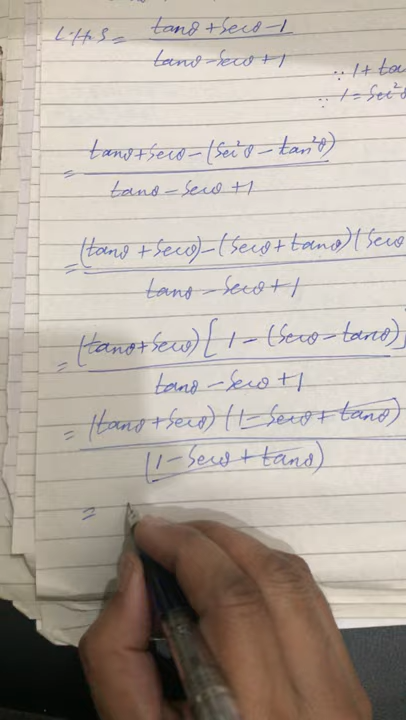 L.H.S = tanθ + secθ - 1
tanθ - secθ + 1
∵ 1 + tan
∵ 1 = sec²θ
= tanθ + secθ - (sec²θ - tan²θ)
tanθ - secθ + 1
= (tanθ + secθ) - (secθ + tanθ)(secθ
tanθ - secθ + 1
= (tanθ + secθ) [1 - (secθ - tanθ)
tanθ - secθ + 1
= (tanθ + secθ) (1 - secθ + tanθ)
(1 - secθ + tanθ)
=